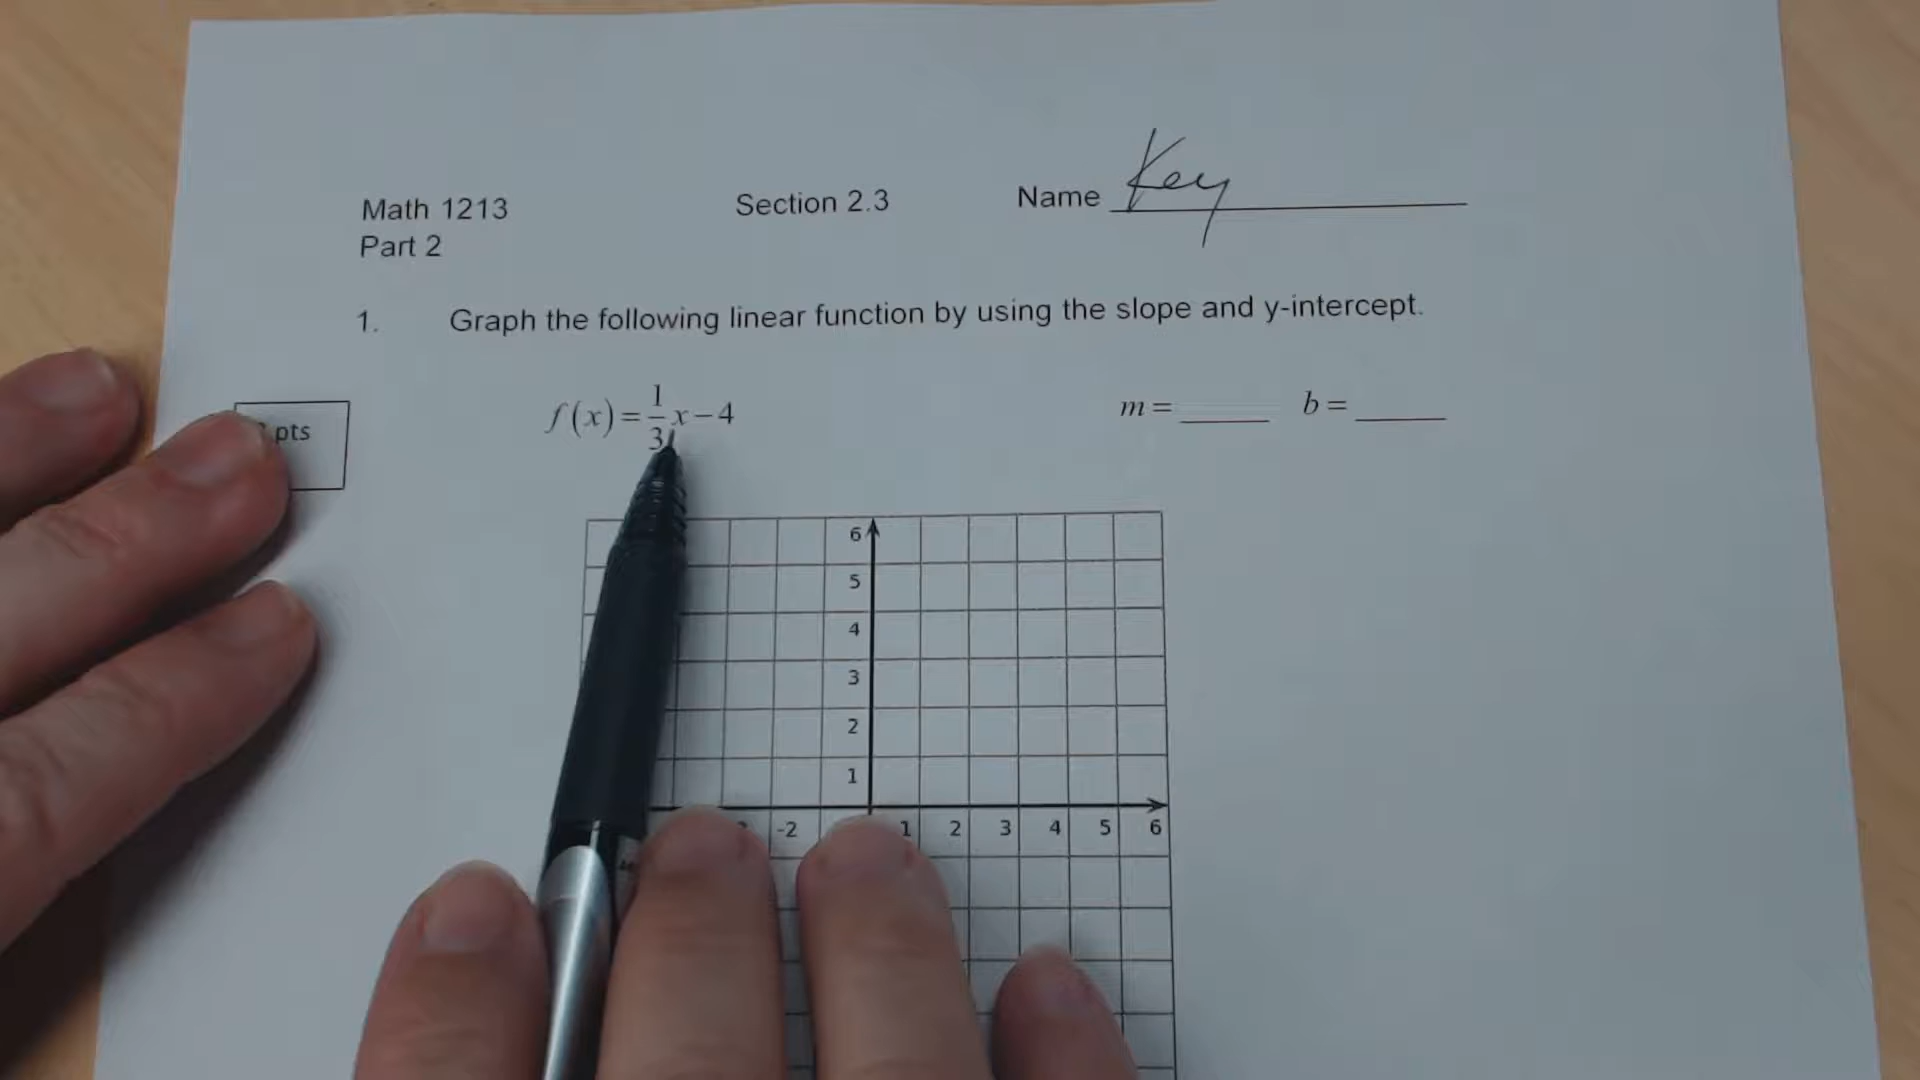 Math 1213 Section 2.3 Name Key
Part 2
1. Graph the following linear function by using the slope and y-intercept.
f(x) = 1/3 x − 4 m = ____ b = ____
pts
6
5
4
3
2
1
-2 1 2 3 4 5 6